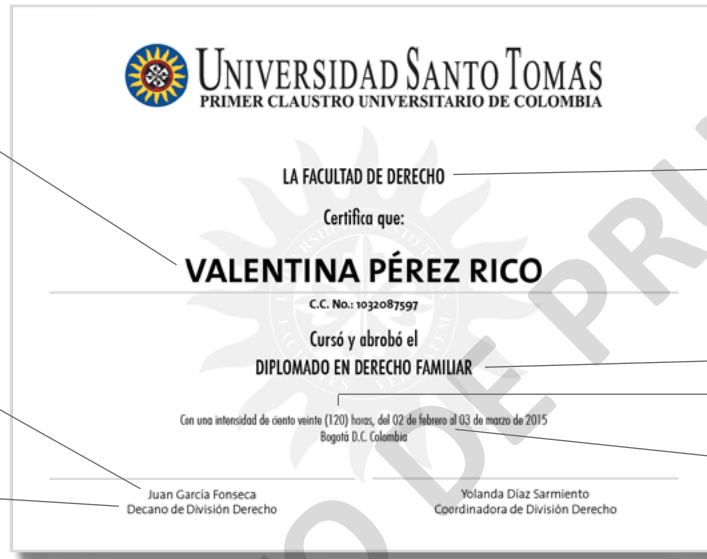 UNIVERSIDAD SANTO TOMÁS
PRIMER CLAUSTRO UNIVERSITARIO DE COLOMBIA
LA FACULTAD DE DERECHO
Certifica que:
VALENTINA PÉREZ RICO
C.C. No.: 1032087597
Cursó y abrobó el
DIPLOMADO EN DERECHO FAMILIAR
Con una intensidad de ciento veinte (120) horas, del 02 de febrero al 03 de marzo de 2015
Bogotá D.C. Colombia
Juan García Fonseca
Decano de División Derecho
Yolanda Díaz Sarmiento
Coordinadora de División Derecho